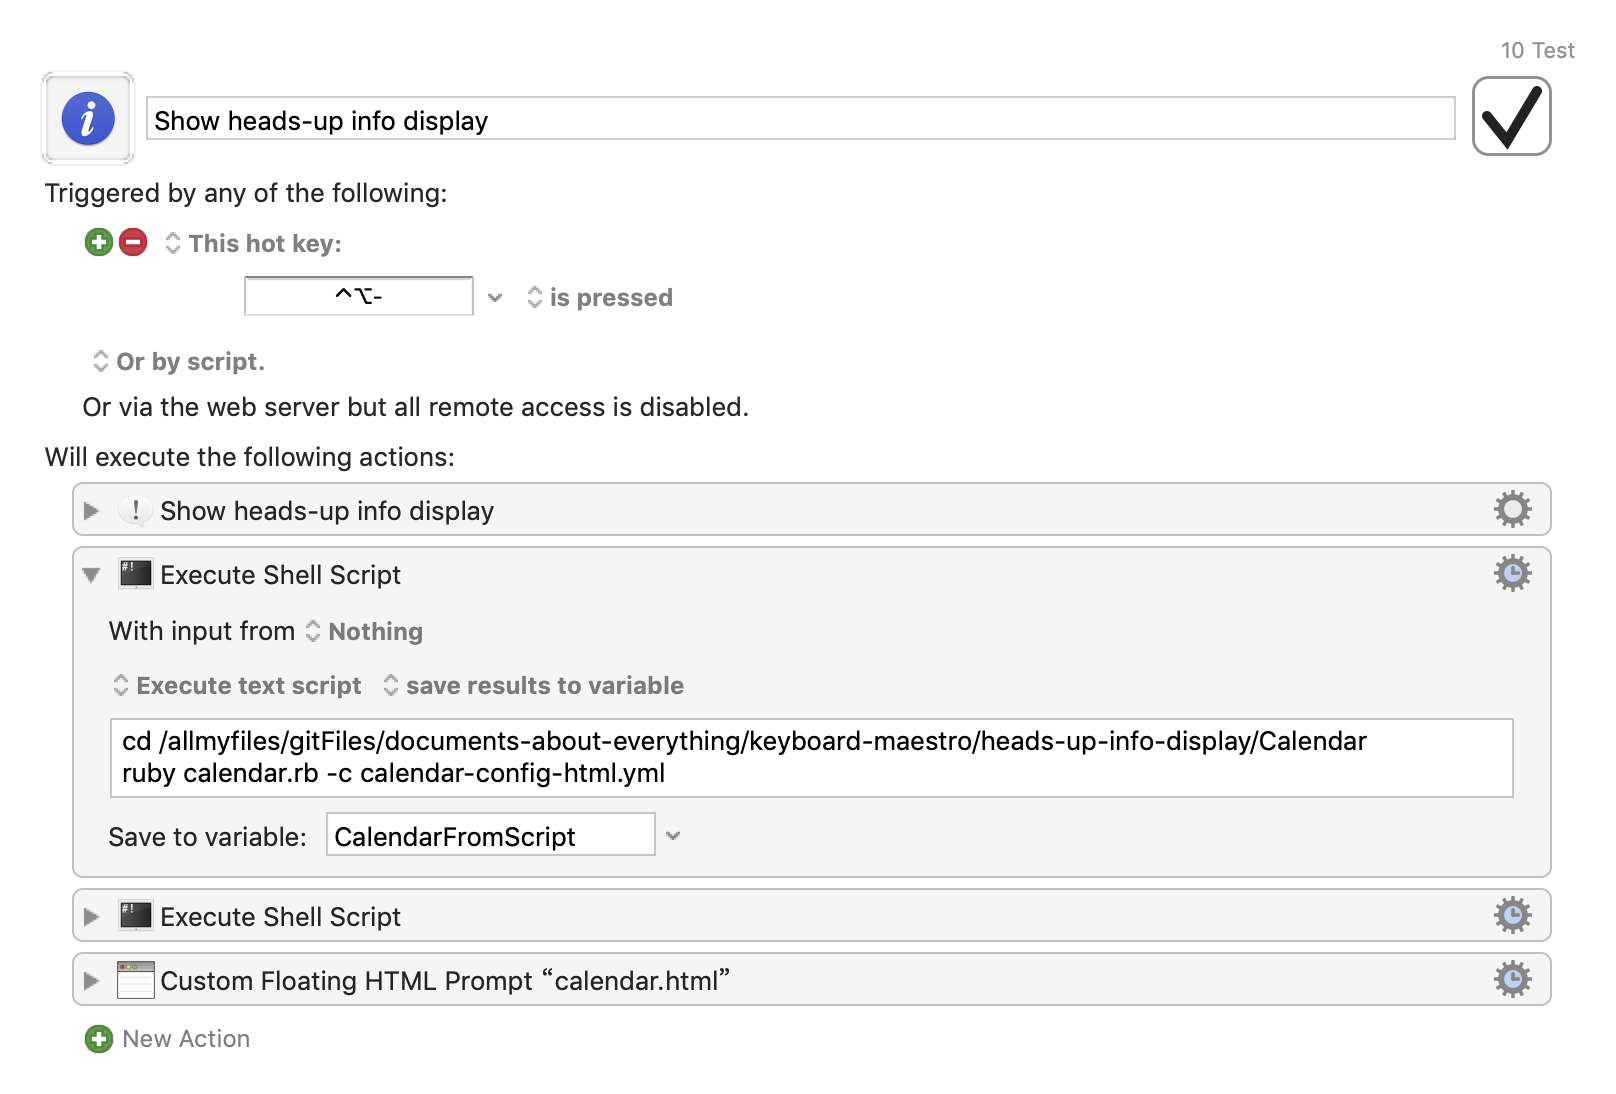 10 Test
Show heads-up info display
Triggered by any of the following:
This hot key:
^⌥- is pressed
Or by script.
Or via the web server but all remote access is disabled.
Will execute the following actions:
! Show heads-up info display
#! Execute Shell Script
With input from Nothing
Execute text script save results to variable
cd /allmyfiles/gitFiles/documents-about-everything/keyboard-maestro/heads-up-info-display/Calendar
ruby calendar.rb -c calendar-config-html.yml
Save to variable: CalendarFromScript
#! Execute Shell Script
Custom Floating HTML Prompt “calendar.html”
New Action